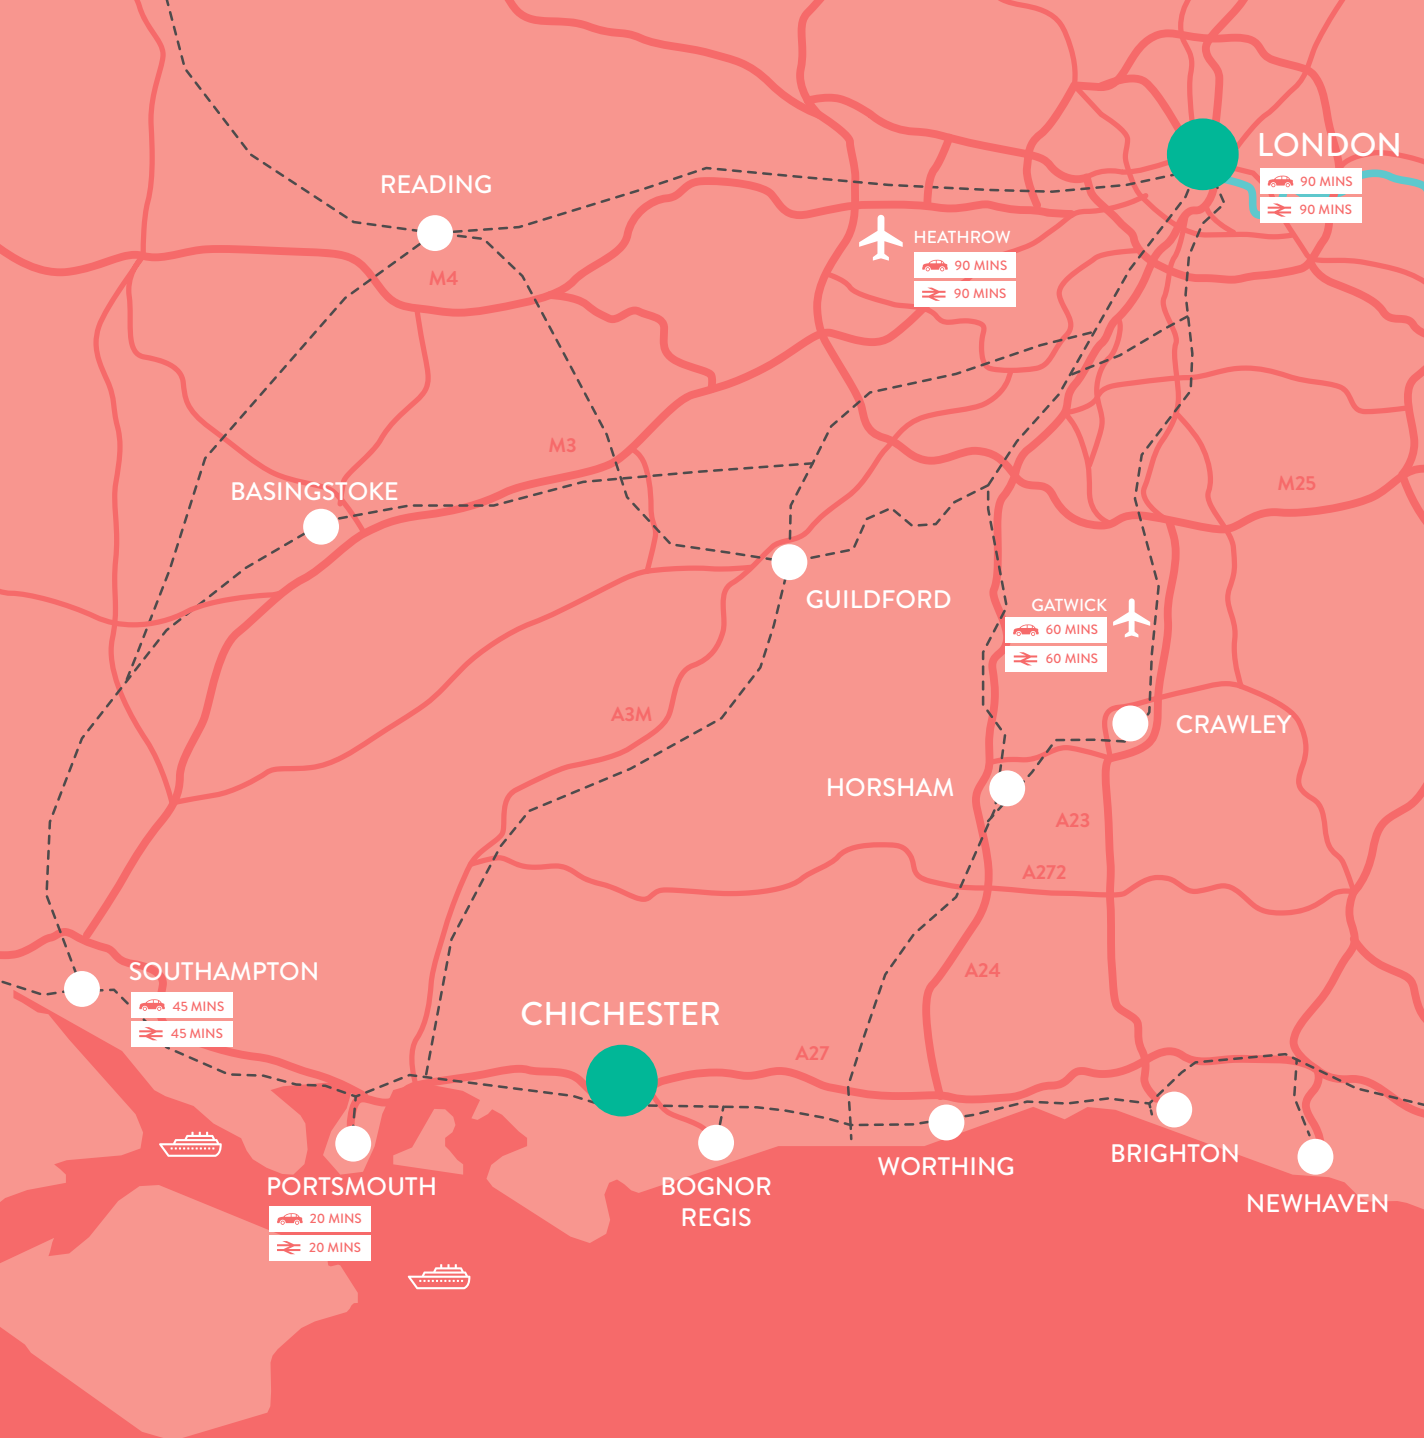 LONDON
90 MINS
90 MINS
READING
HEATHROW
90 MINS
90 MINS
M4
M3
BASINGSTOKE
M25
GUILDFORD
GATWICK
60 MINS
60 MINS
A3M
CRAWLEY
HORSHAM
A23
A272
SOUTHAMPTON
45 MINS
45 MINS
A24
CHICHESTER
A27
BRIGHTON
WORTHING
PORTSMOUTH
20 MINS
20 MINS
BOGNOR
REGIS
NEWHAVEN